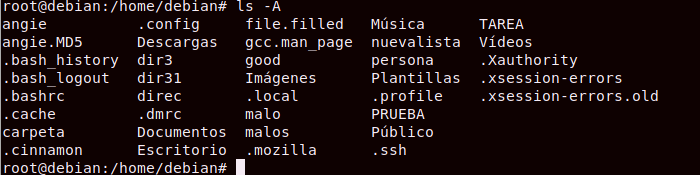 root@debian:/home/debian# ls -A
angie .config file.filled Música TAREA
angie.MD5 Descargas gcc.man_page nuevalista Vídeos
.bash_history dir3 good persona .Xauthority
.bash_logout dir31 Imágenes Plantillas .xsession-errors
.bashrc direc .local .profile .xsession-errors.old
.cache .dmrc malo PRUEBA
carpeta Documentos malos Público
.cinnamon Escritorio .mozilla .ssh
root@debian:/home/debian#